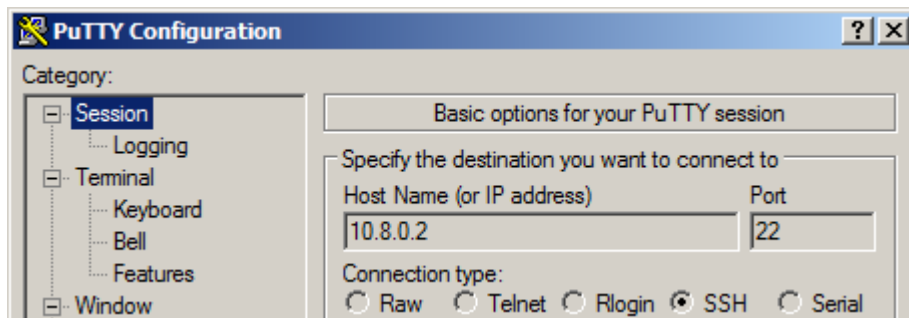 PuTTY Configuration
? X
Category:
Session
Logging
Terminal
Keyboard
Bell
Features
Window
Basic options for your PuTTY session
Specify the destination you want to connect to
Host Name (or IP address) Port
10.8.0.2 22
Connection type:
Raw Telnet Rlogin SSH Serial